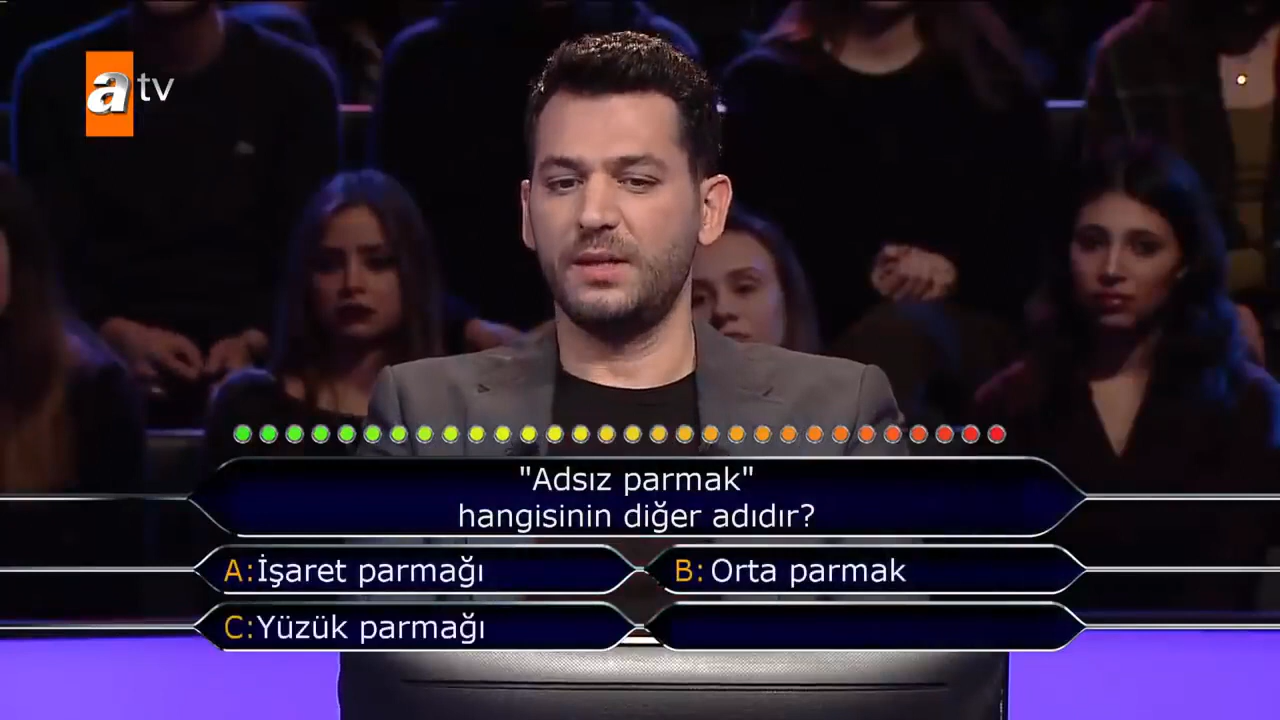 atv
"Adsız parmak"
hangisinin diğer adıdır?
A:İşaret parmağı
B: Orta parmak
C:Yüzük parmağı